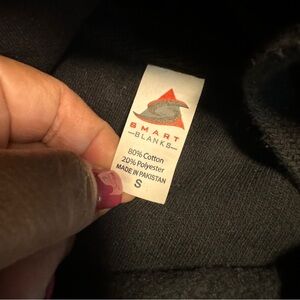 SMART
—BLANKS—
80% Cotton
20% Polyester
MADE IN PAKISTAN
S